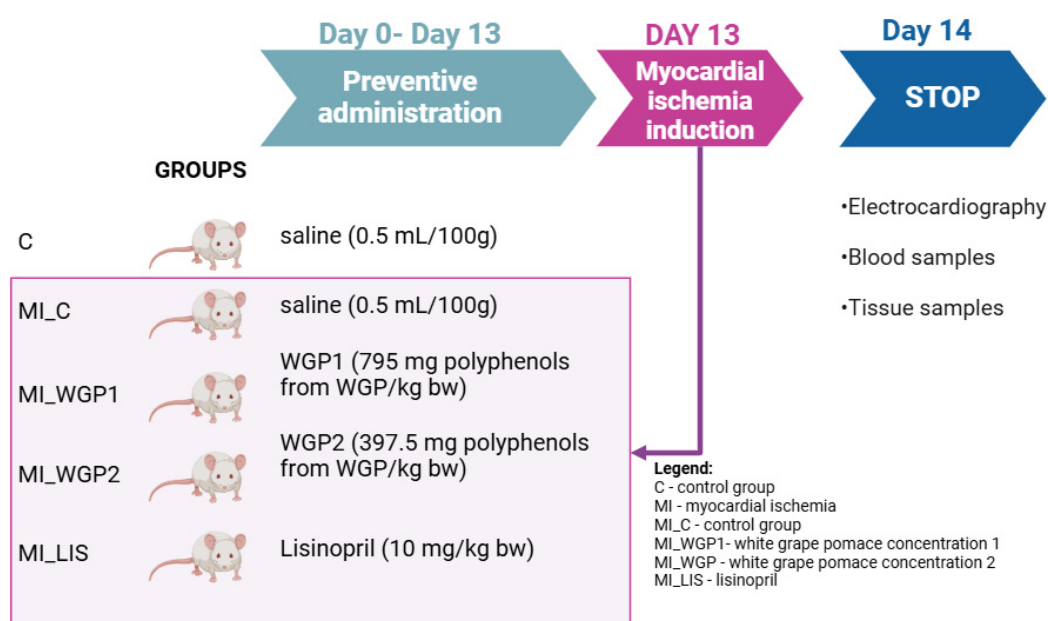 Day 0- Day 13
Preventive
administration
DAY 13
Myocardial
ischemia
induction
Day 14
STOP
GROUPS
C
saline (0.5 mL/100g)
MI_C
saline (0.5 mL/100g)
MI_WGP1
WGP1 (795 mg polyphenols
from WGP/kg bw)
MI_WGP2
WGP2 (397.5 mg polyphenols
from WGP/kg bw)
MI_LIS
Lisinopril (10 mg/kg bw)
•Electrocardiography
•Blood samples
•Tissue samples
Legend:
C - control group
MI - myocardial ischemia
MI_C - control group
MI_WGP1- white grape pomace concentration 1
MI_WGP - white grape pomace concentration 2
MI_LIS - lisinopril